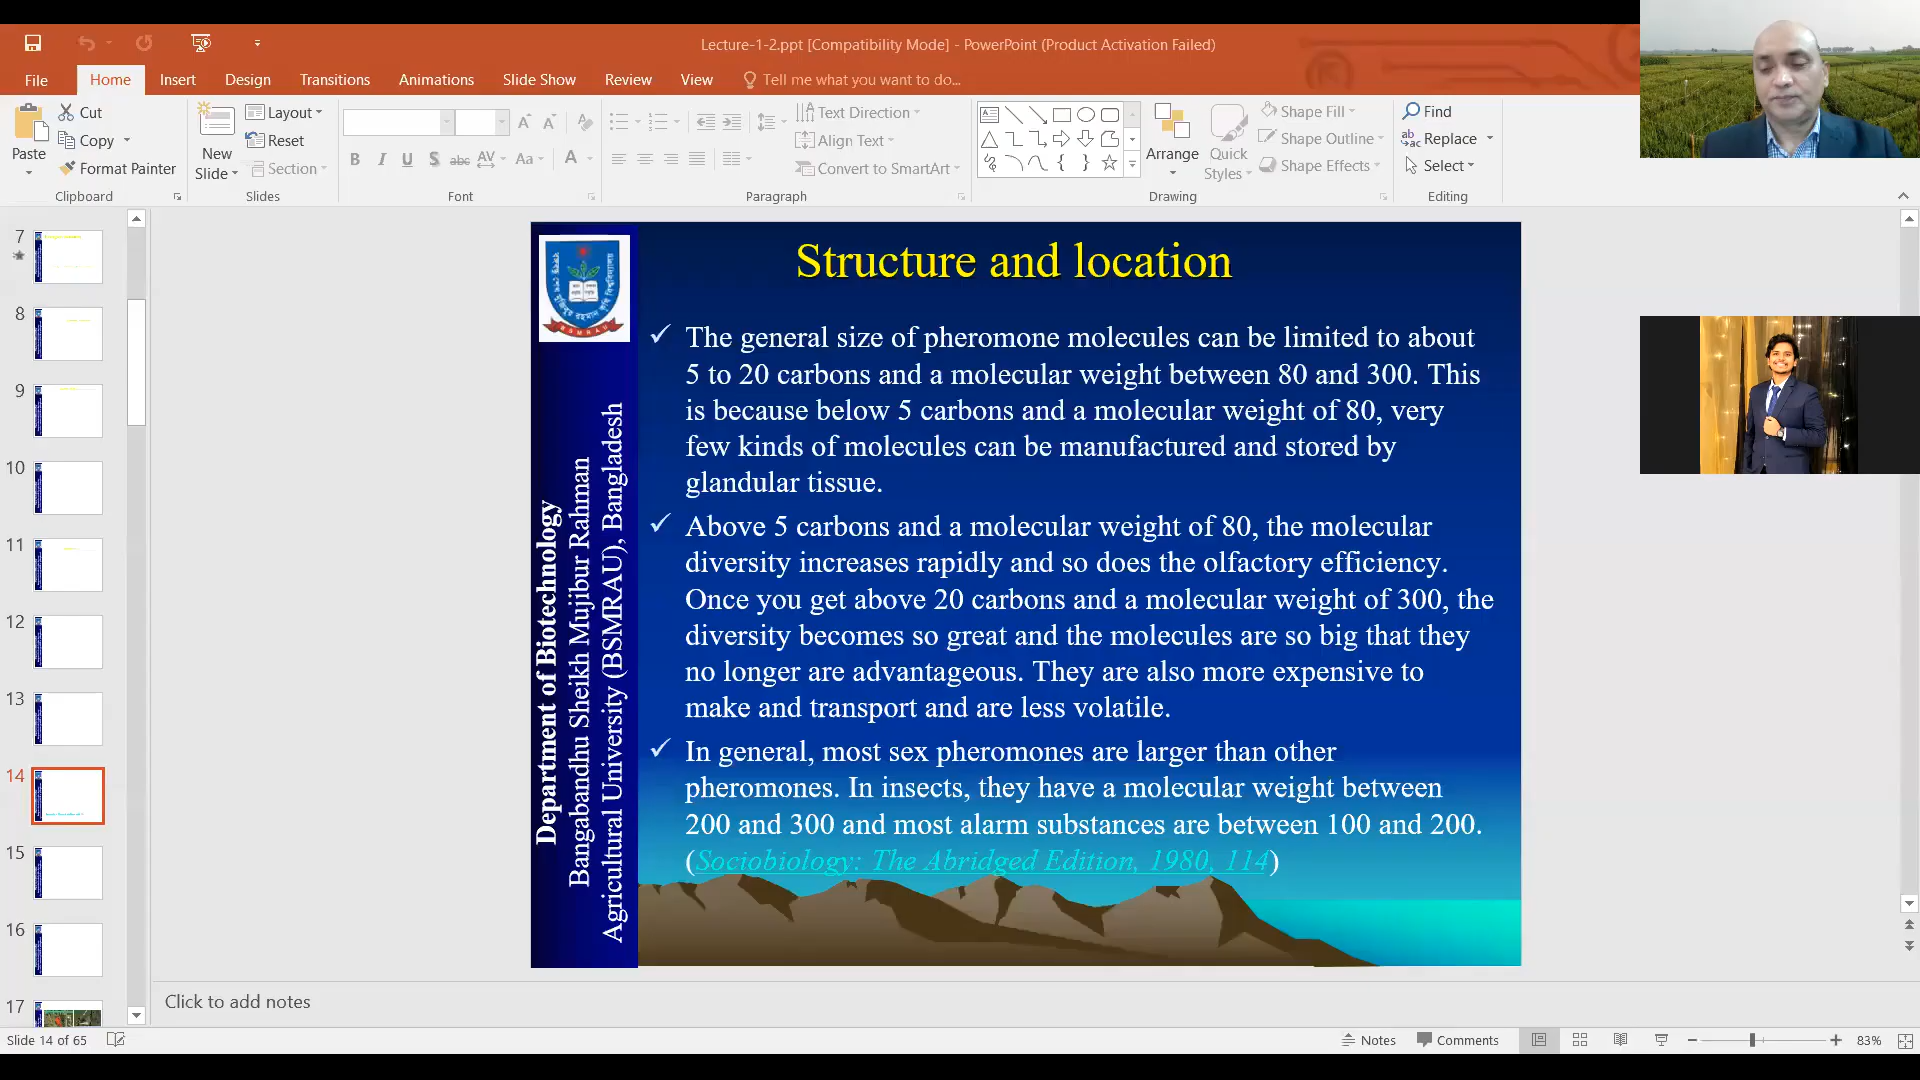 Lecture-1-2.ppt [Compatibility Mode] - PowerPoint (Product Activation Failed)
File Home Insert Design Transitions Animations Slide Show Review View Tell me what you want to do...
Paste
Cut
Copy
Format Painter
Clipboard
New
Slide
Layout
Reset
Section
Slides
Font
Text Direction
Align Text
Convert to SmartArt
Paragraph
Arrange
Quick
Styles
Shape Fill
Shape Outline
Shape Effects
Drawing
Find
Replace
Select
Editing
7
8
9
10
11
12
13
14
15
16
17
BSMRAU
Department of Biotechnology
Bangabandhu Sheikh Mujibur Rahman
Agricultural University (BSMRAU), Bangladesh
Structure and location
The general size of pheromone molecules can be limited to about
5 to 20 carbons and a molecular weight between 80 and 300. This
is because below 5 carbons and a molecular weight of 80, very
few kinds of molecules can be manufactured and stored by
glandular tissue.
Above 5 carbons and a molecular weight of 80, the molecular
diversity increases rapidly and so does the olfactory efficiency.
Once you get above 20 carbons and a molecular weight of 300, the
diversity becomes so great and the molecules are so big that they
no longer are advantageous. They are also more expensive to
make and transport and are less volatile.
In general, most sex pheromones are larger than other
pheromones. In insects, they have a molecular weight between
200 and 300 and most alarm substances are between 100 and 200.
(Sociobiology: The Abridged Edition, 1980, 114)
Click to add notes
Slide 14 of 65
Notes Comments 83%